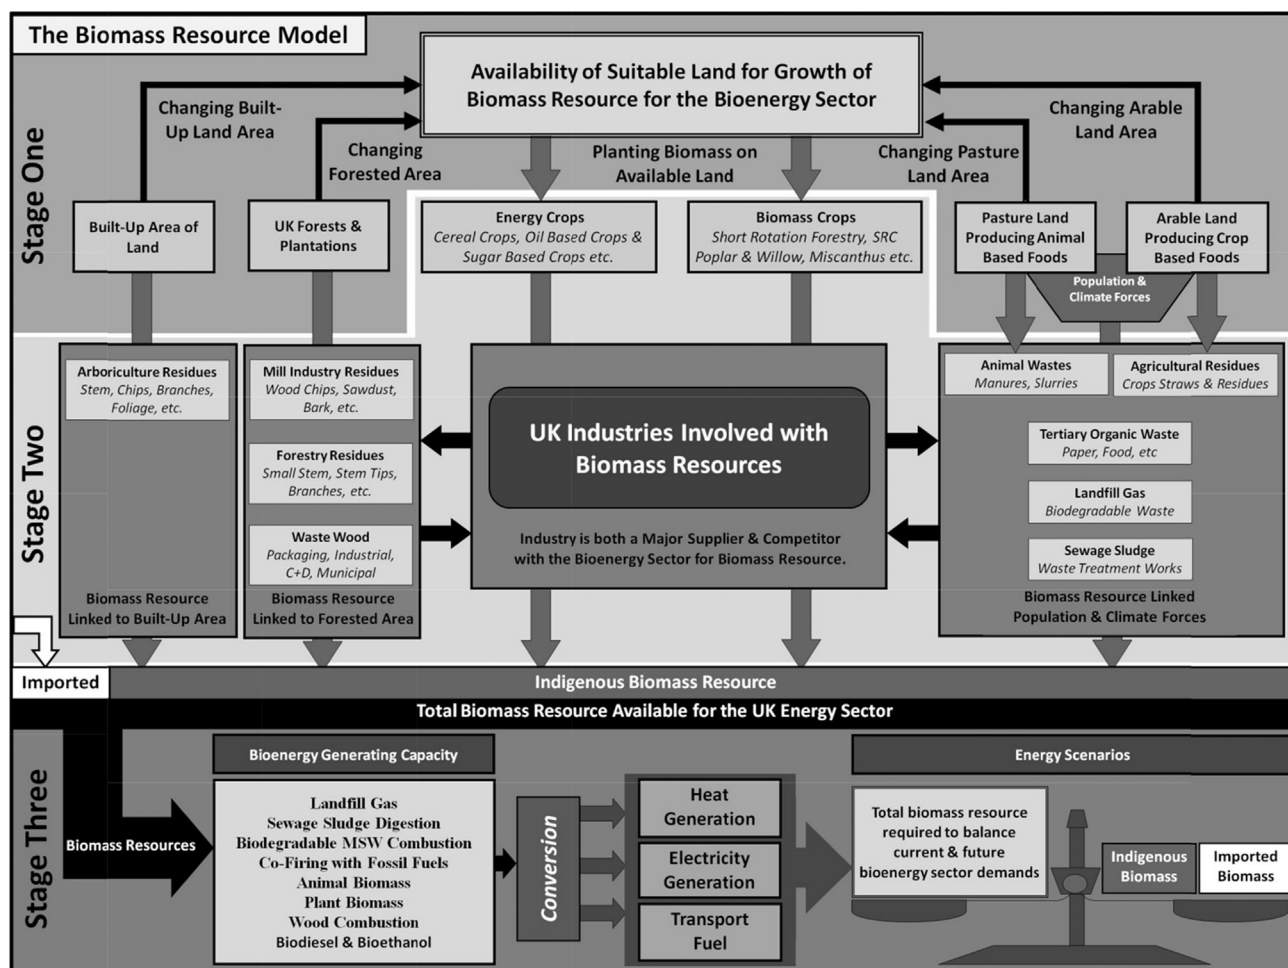 The Biomass Resource Model
Stage One
Availability of Suitable Land for Growth of
Biomass Resource for the Bioenergy Sector
Changing Built-
Up Land Area
Changing
Forested Area
Planting Biomass on
Available Land
Changing Pasture
Land Area
Changing Arable
Land Area
Built-Up Area of
Land
UK Forests &
Plantations
Energy Crops
Cereal Crops, Oil Based Crops &
Sugar Based Crops etc.
Biomass Crops
Short Rotation Forestry, SRC
Poplar & Willow, Miscanthus etc.
Pasture Land
Producing Animal
Based Foods
Arable Land
Producing Crop
Based Foods
Population &
Climate Forces
Stage Two
Arboriculture Residues
Stem, Chips, Branches,
Foliage, etc.
Biomass Resource
Linked to Built-Up Area
Mill Industry Residues
Wood Chips, Sawdust,
Bark, etc.
Forestry Residues
Small Stem, Stem Tips,
Branches, etc.
Waste Wood
Packaging, Industrial,
C+D, Municipal
Biomass Resource
Linked to Forested Area
UK Industries Involved with
Biomass Resources
Industry is both a Major Supplier & Competitor
with the Bioenergy Sector for Biomass Resource.
Animal Wastes
Manures, Slurries
Agricultural Residues
Crops Straws & Residues
Tertiary Organic Waste
Paper, Food, etc
Landfill Gas
Biodegradable Waste
Sewage Sludge
Waste Treatment Works
Biomass Resource Linked
Population & Climate Forces
Imported
Indigenous Biomass Resource
Total Biomass Resource Available for the UK Energy Sector
Stage Three
Biomass Resources
Bioenergy Generating Capacity
Landfill Gas
Sewage Sludge Digestion
Biodegradable MSW Combustion
Co-Firing with Fossil Fuels
Animal Biomass
Plant Biomass
Wood Combustion
Biodiesel & Bioethanol
Conversion
Heat
Generation
Electricity
Generation
Transport
Fuel
Energy Scenarios
Total biomass resource
required to balance
current & future
bioenergy sector demands
Indigenous
Biomass
Imported
Biomass